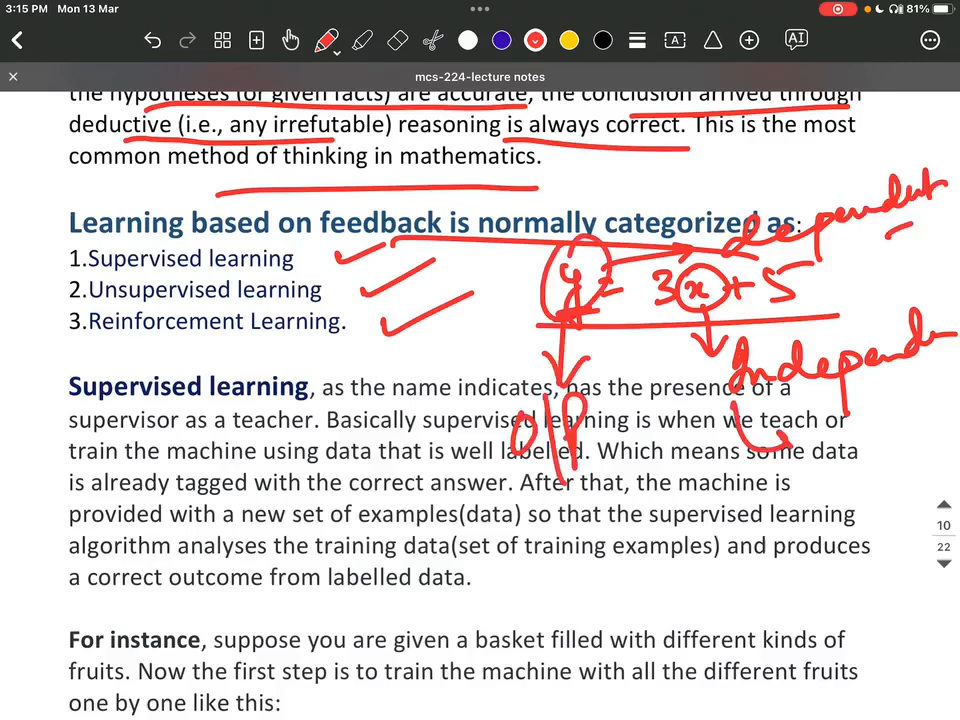 3:15 PM Mon 13 Mar
81%
A
AI
mcs-224-lecture notes
the hypotheses (or given facts) are accurate, the conclusion arrived through
deductive (i.e., any irrefutable) reasoning is always correct. This is the most
common method of thinking in mathematics.
Learning based on feedback is normally categorized as:
dependent
1.Supervised learning
2.Unsupervised learning
y = 3x + 5
3.Reinforcement Learning.
Independ
Supervised learning, as the name indicates, has the presence of a
supervisor as a teacher. Basically supervised learning is when we teach or
O/P
train the machine using data that is well labelled. Which means some data
is already tagged with the correct answer. After that, the machine is
provided with a new set of examples(data) so that the supervised learning
algorithm analyses the training data(set of training examples) and produces
a correct outcome from labelled data.
10
22
For instance, suppose you are given a basket filled with different kinds of
fruits. Now the first step is to train the machine with all the different fruits
one by one like this: